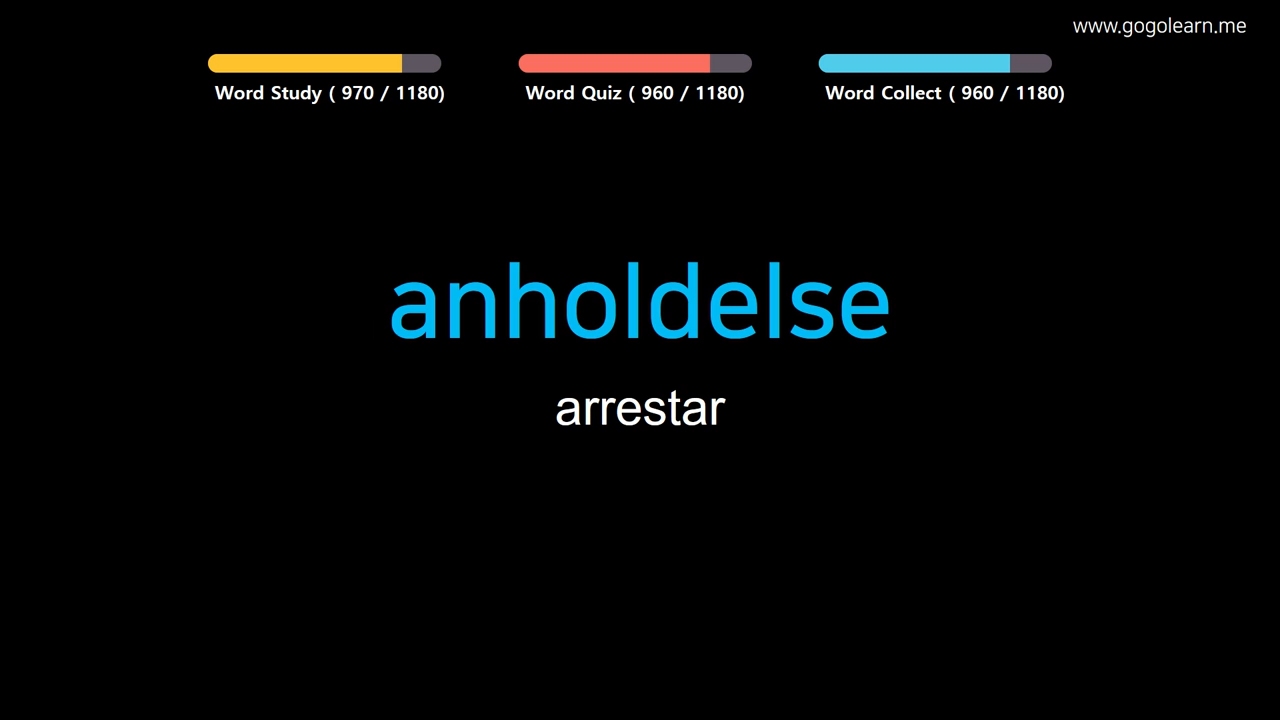 www.gogolearn.me
Word Study ( 970 / 1180)
Word Quiz ( 960 / 1180)
Word Collect ( 960 / 1180)
anholdelse
arrestar